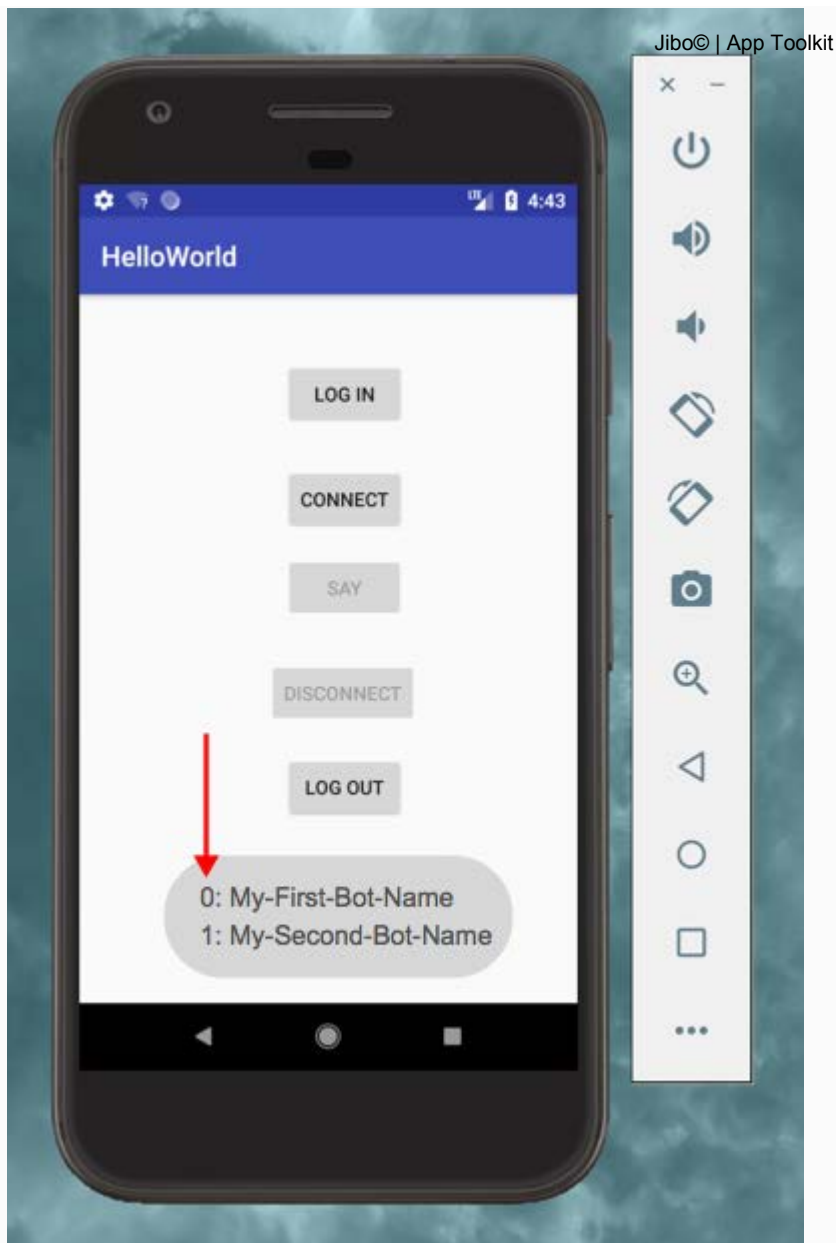 Jibo© | App Toolkit
LTE 4:43
HelloWorld
LOG IN
CONNECT
SAY
DISCONNECT
LOG OUT
0: My-First-Bot-Name
1: My-Second-Bot-Name